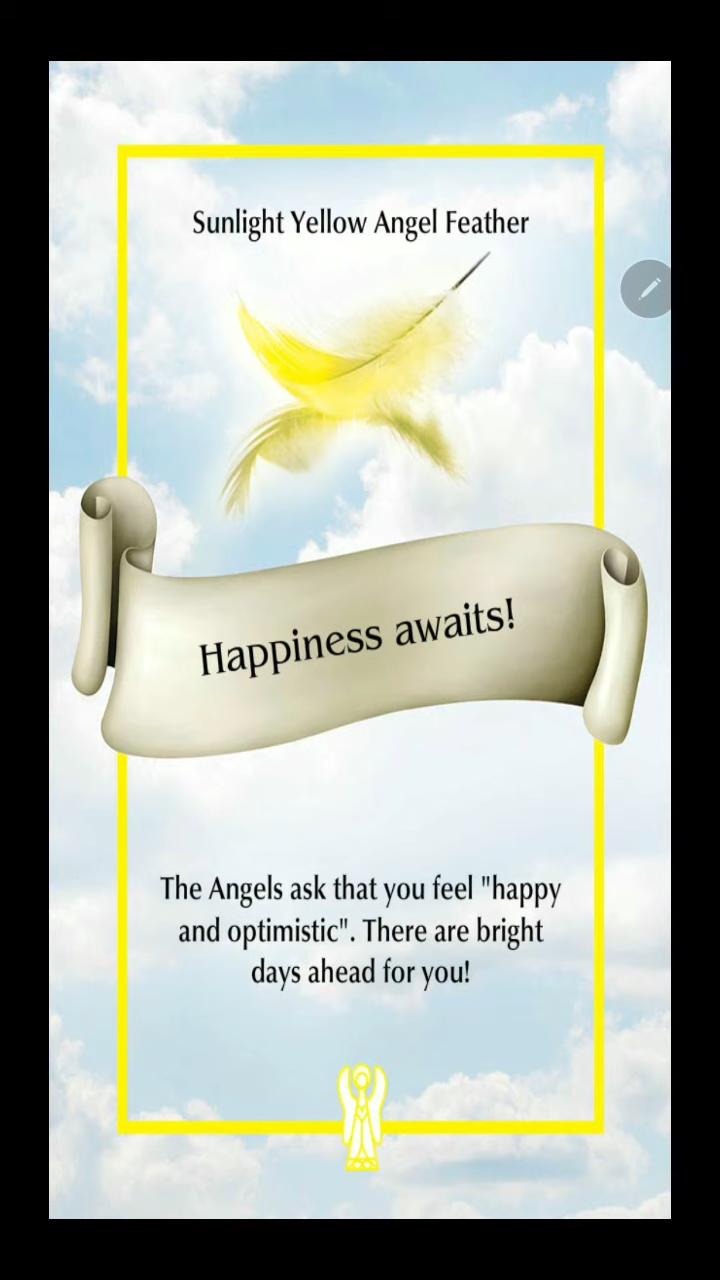 Sunlight Yellow Angel Feather
Happiness awaits!
The Angels ask that you feel "happy
and optimistic". There are bright
days ahead for you!